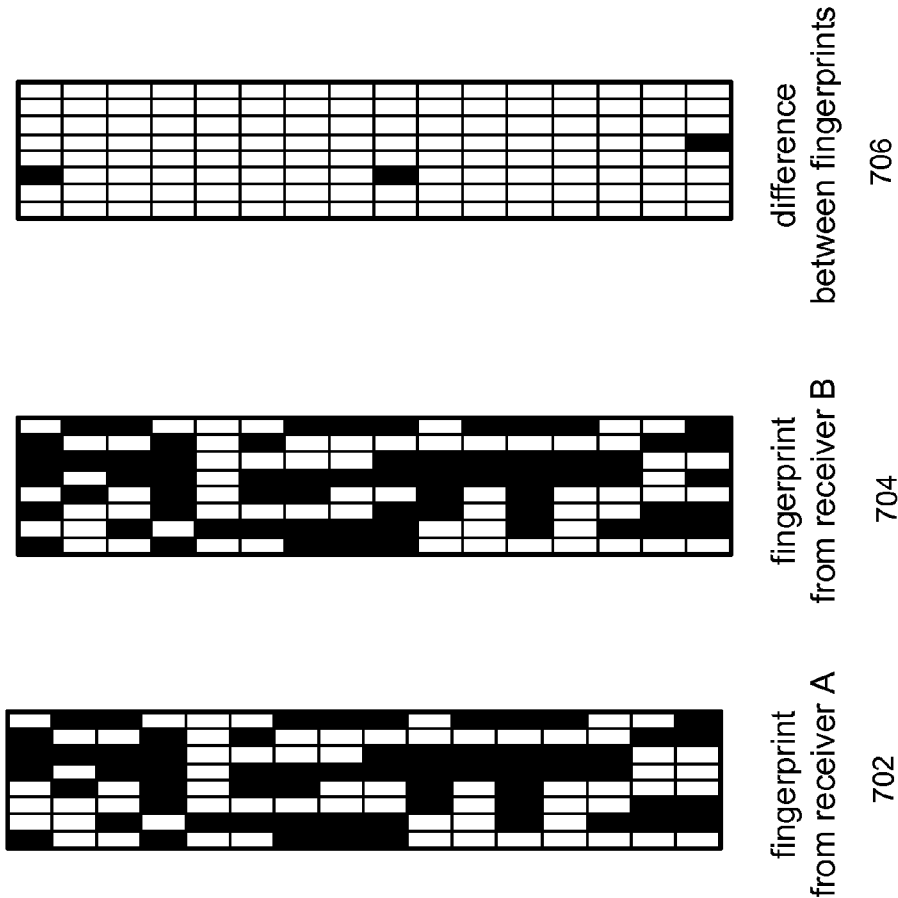 fingerprint
from receiver A
702
fingerprint
from receiver B
704
difference
between fingerprints
706